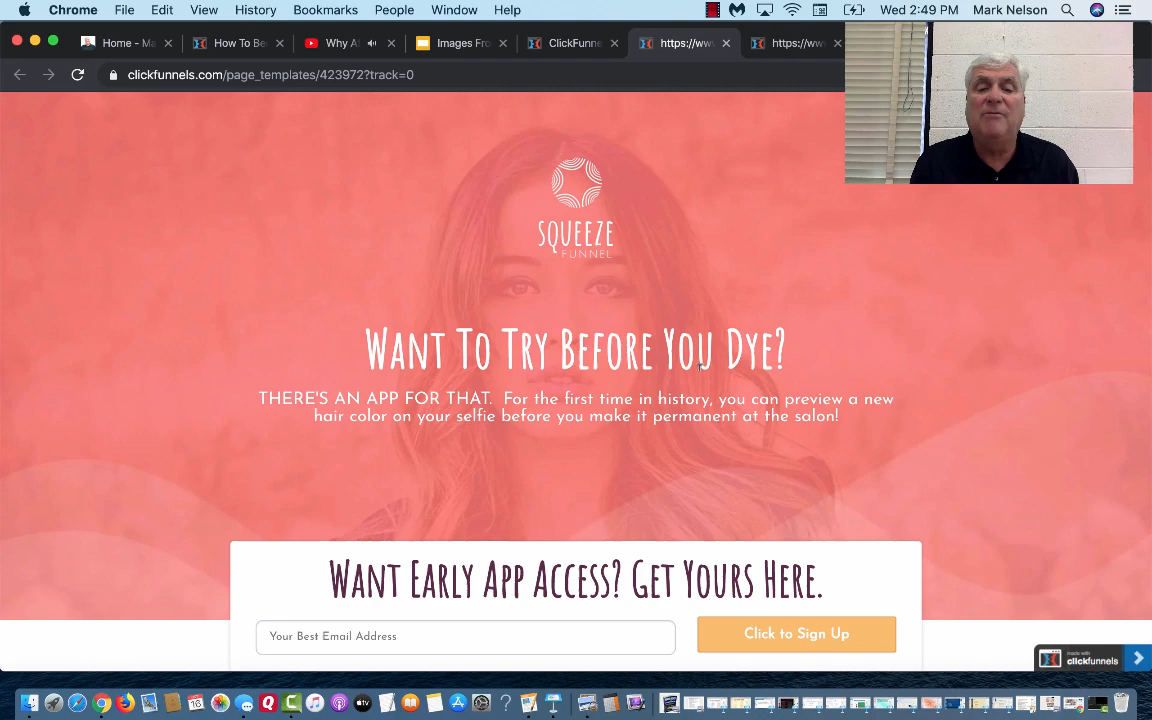 Chrome File Edit View History Bookmarks People Window Help Wed 2:49 PM Mark Nelson
Home - Ma How To Be Why A Images Fro ClickFunne https://ww https://ww
clickfunnels.com/page_templates/423972?track=0
SQUEEZE
FUNNEL
WANT TO TRY BEFORE YOU DYE?
THERE'S AN APP FOR THAT. For the first time in history, you can preview a new
hair color on your selfie before you make it permanent at the salon!
WANT EARLY APP ACCESS? GET YOURS HERE.
Your Best Email Address
Click to Sign Up
made with
clickfunnels